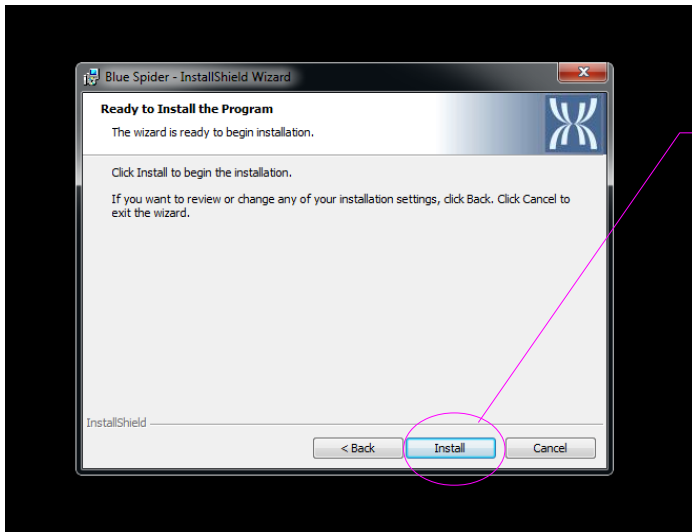 Blue Spider - InstallShield Wizard
Ready to Install the Program
The wizard is ready to begin installation.
Click Install to begin the installation.
If you want to review or change any of your installation settings, click Back. Click Cancel to
exit the wizard.
InstallShield
< Back Install Cancel